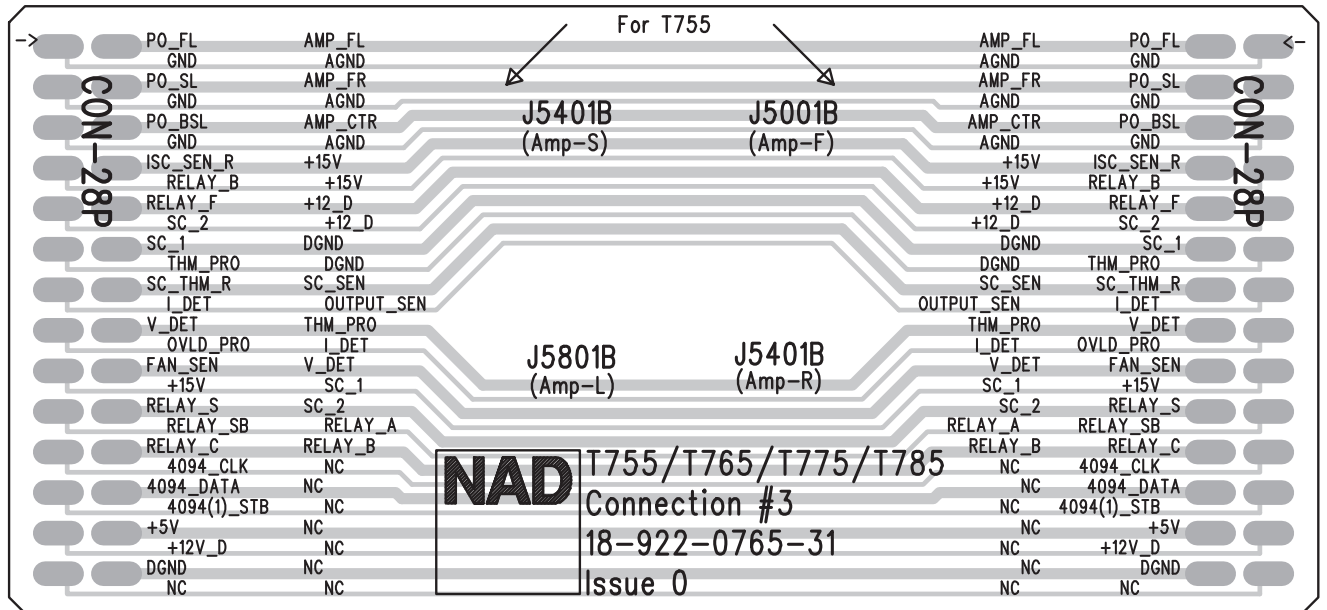 For T755
-> PO_FL AMP_FL AMP_FL PO_FL <-
GND AGND AGND GND
PO_SL AMP_FR AMP_FR PO_SL
GND AGND AGND GND
PO_BSL AMP_CTR AMP_CTR PO_BSL
GND AGND AGND GND
ISC_SEN_R +15V +15V ISC_SEN_R
RELAY_B +15V +15V RELAY_B
RELAY_F +12_D +12_D RELAY_F
SC_2 +12_D +12_D SC_2
SC_1 DGND DGND SC_1
THM_PRO DGND DGND THM_PRO
SC_THM_R SC_SEN SC_SEN SC_THM_R
I_DET OUTPUT_SEN OUTPUT_SEN I_DET
V_DET THM_PRO THM_PRO V_DET
OVLD_PRO I_DET I_DET OVLD_PRO
FAN_SEN V_DET V_DET FAN_SEN
+15V SC_1 SC_1 +15V
RELAY_S SC_2 SC_2 RELAY_S
RELAY_SB RELAY_A RELAY_A RELAY_SB
RELAY_C RELAY_B RELAY_B RELAY_C
4094_CLK NC NC 4094_CLK
4094_DATA NC NC 4094_DATA
4094(1)_STB NC NC 4094(1)_STB
+5V NC NC +5V
+12V_D NC NC +12V_D
DGND NC NC DGND
NC NC NC NC
CON-28P
CON-28P
J5401B J5001B
(Amp-S) (Amp-F)
J5801B J5401B
(Amp-L) (Amp-R)
NAD
T755/T765/T775/T785
Connection #3
18-922-0765-31
Issue 0